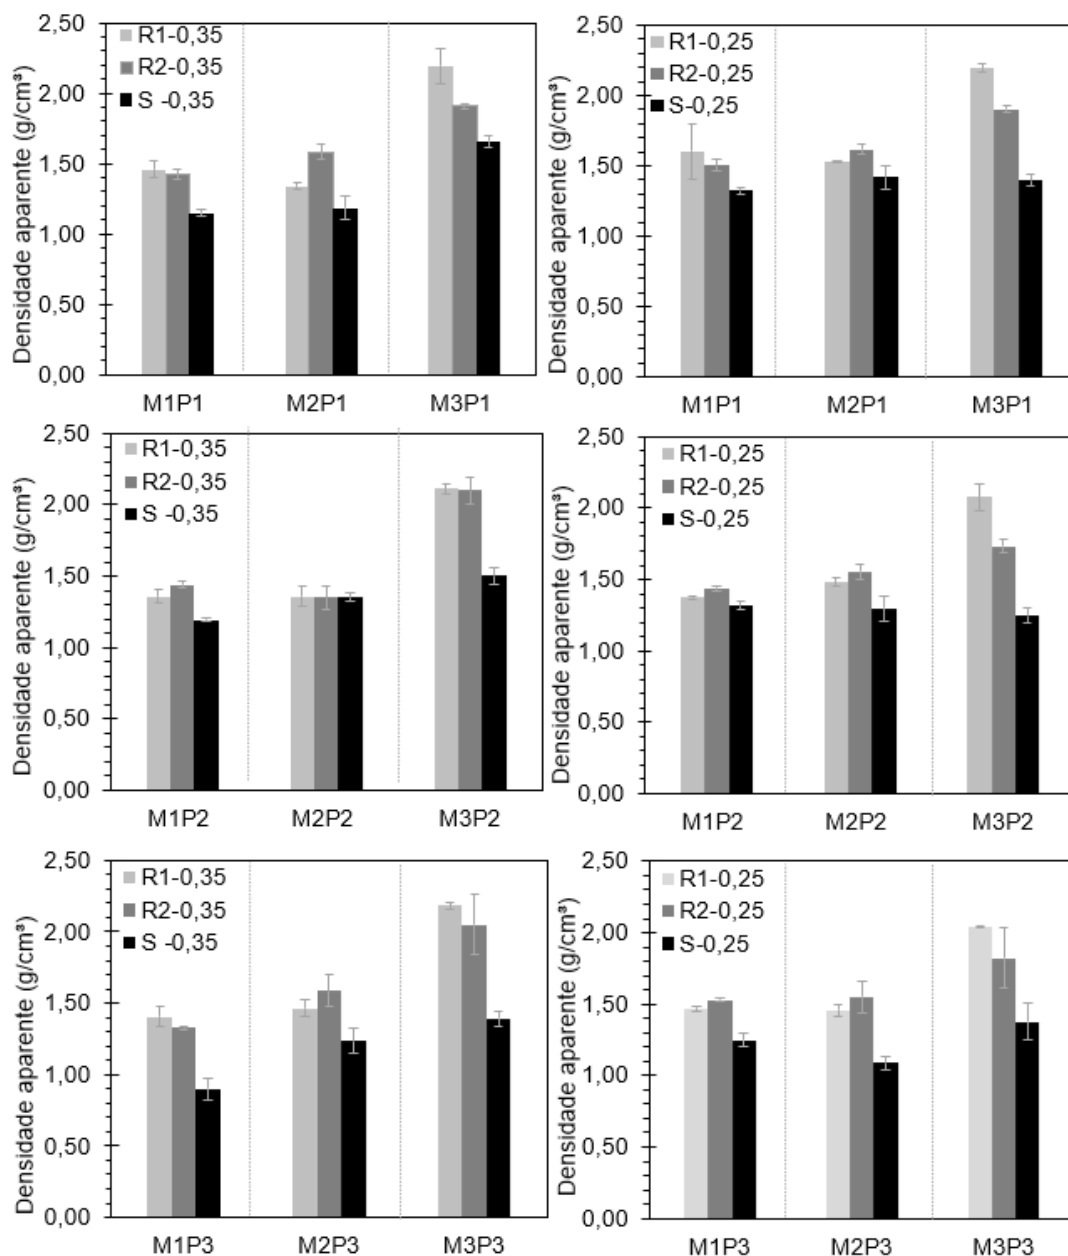 Densidade aparente (g/cm³)
2,50
2,00
1,50
1,00
0,50
0,00
R1-0,35
R2-0,35
S -0,35
M1P1
M2P1
M3P1
Densidade aparente (g/cm³)
2,50
2,00
1,50
1,00
0,50
0,00
R1-0,25
R2-0,25
S-0,25
M1P1
M2P1
M3P1
Densidade aparente (g/cm³)
2,50
2,00
1,50
1,00
0,50
0,00
R1-0,35
R2-0,35
S -0,35
M1P2
M2P2
M3P2
Densidade aparente (g/cm³)
2,50
2,00
1,50
1,00
0,50
0,00
R1-0,25
R2-0,25
S-0,25
M1P2
M2P2
M3P2
Densidade aparente (g/cm³)
2,50
2,00
1,50
1,00
0,50
0,00
R1-0,35
R2-0,35
S -0,35
M1P3
M2P3
M3P3
Densidade aparente (g/cm³)
2,50
2,00
1,50
1,00
0,50
0,00
R1-0,25
R2-0,25
S-0,25
M1P3
M2P3
M3P3